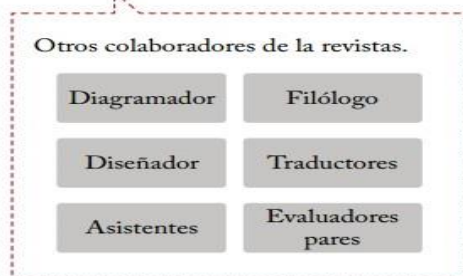 Otros colaboradores de la revistas.
Diagramador
Filólogo
Diseñador
Traductores
Asistentes
Evaluadores
pares